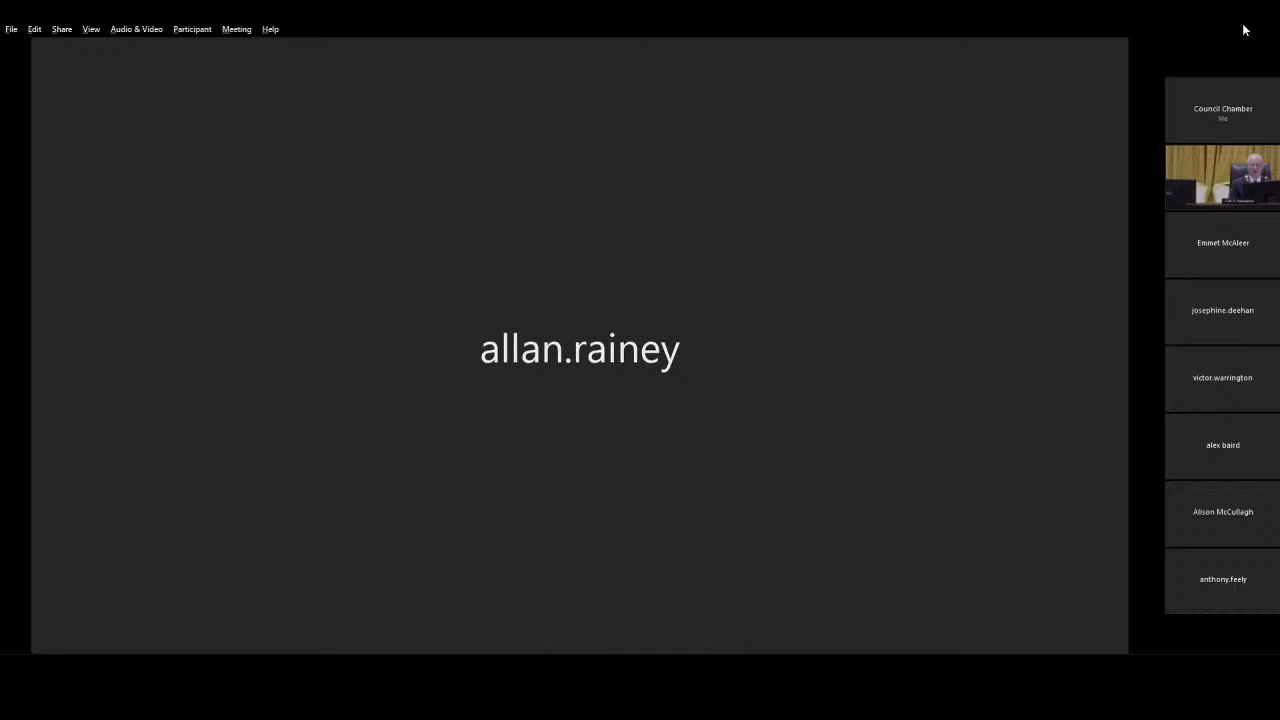 File Edit Share View Audio & Video Participant Meeting Help
Council Chamber
Me
Emmet McAleer
josephine.deehan
allan.rainey
victor.warrington
alex baird
Alison McCullagh
anthony.feely